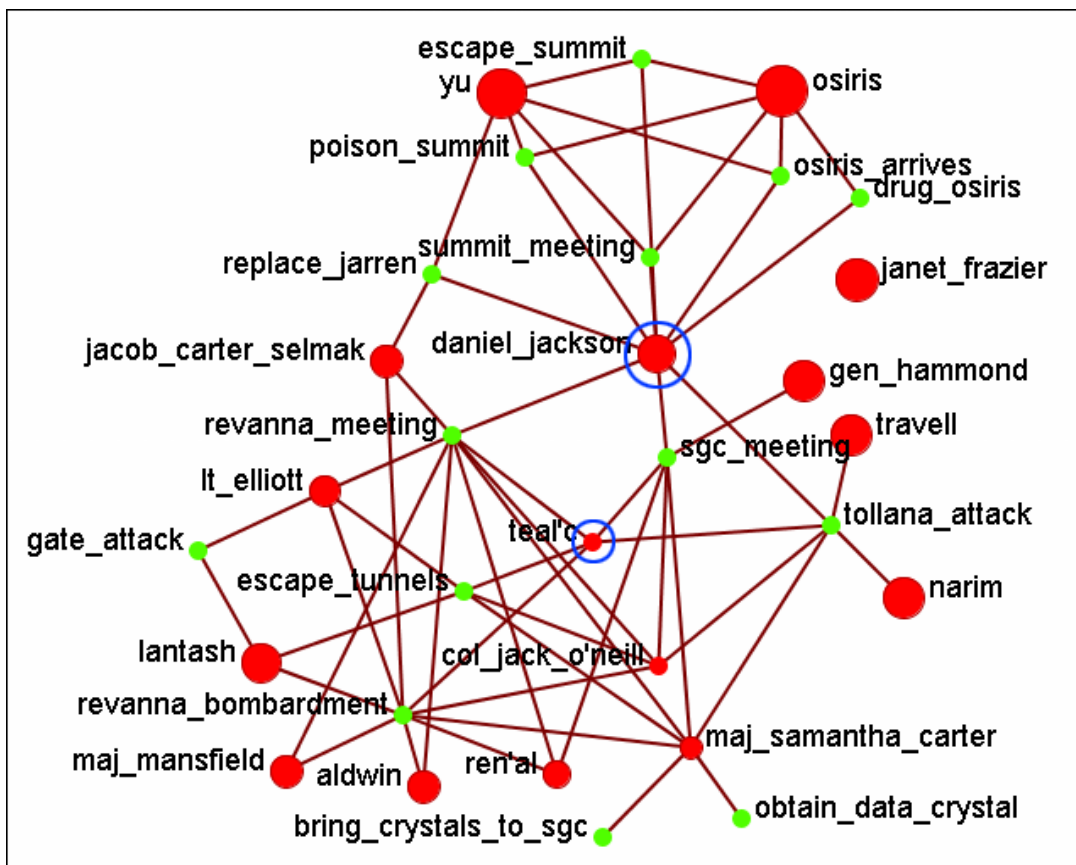 escape_summit
yu
osiris
poison_summit
osiris_arrives
drug_osiris
summit_meeting
replace_jarren
janet_frazier
daniel_jackson
jacob_carter_selmak
gen_hammond
revanna_meeting
travell
sgc_meeting
lt_elliott
tollana_attack
teal'c
gate_attack
escape_tunnels
narim
lantash
col_jack_o'neill
revanna_bombardment
maj_samantha_carter
maj_mansfield
aldwin
ren'al
obtain_data_crystal
bring_crystals_to_sgc